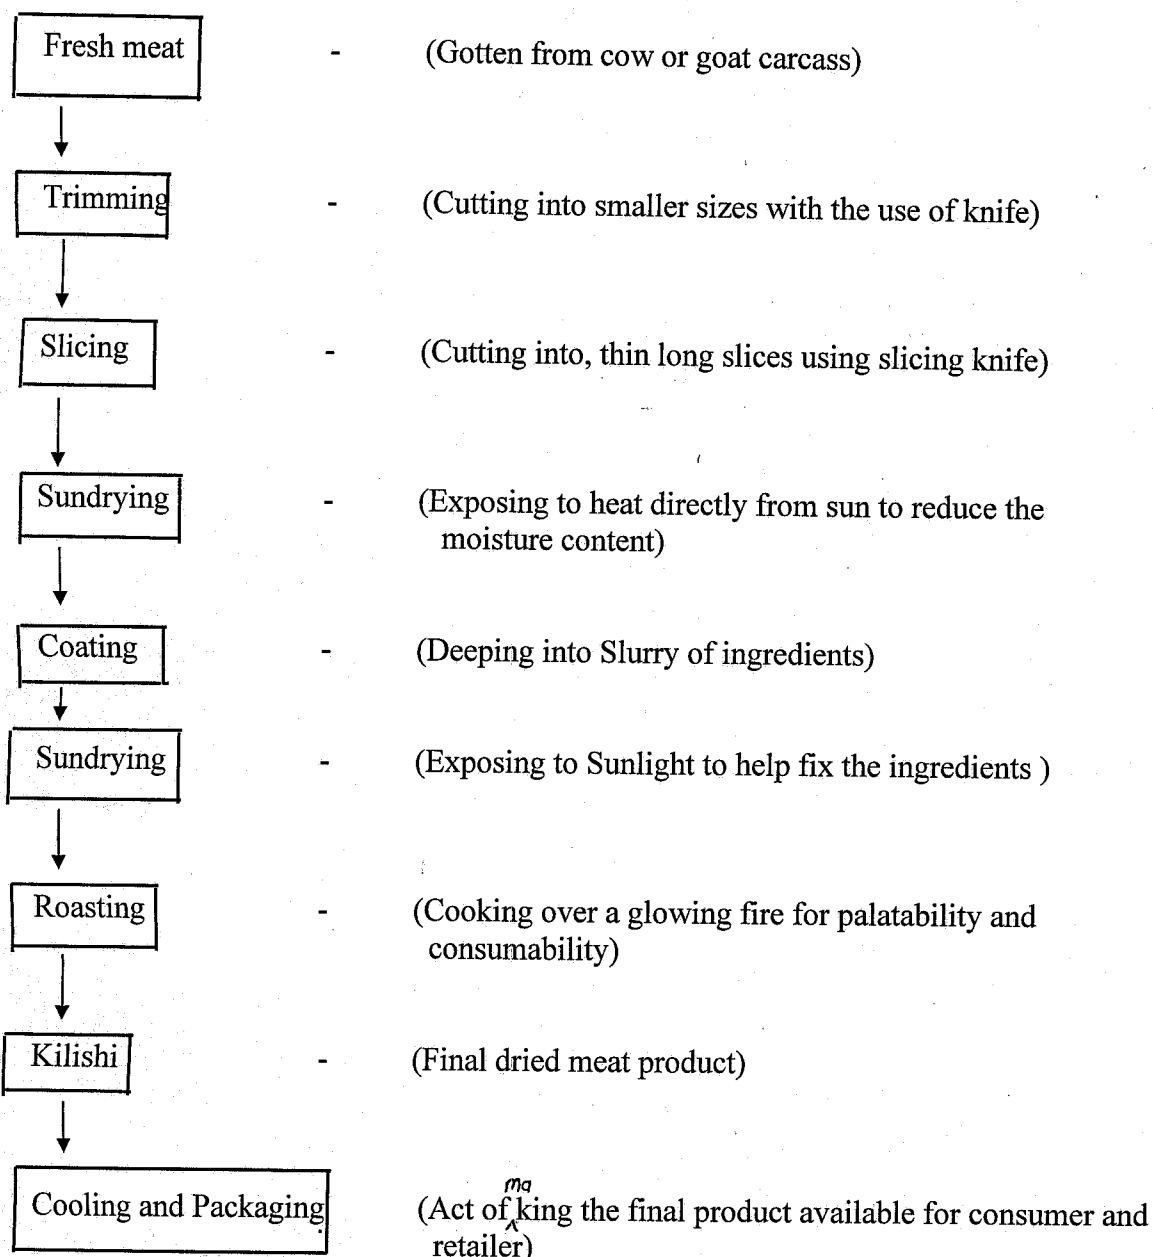 Fresh meat - (Gotten from cow or goat carcass)
Trimming - (Cutting into smaller sizes with the use of knife)
Slicing - (Cutting into, thin long slices using slicing knife)
Sundrying - (Exposing to heat directly from sun to reduce the
moisture content)
Coating - (Deeping into Slurry of ingredients)
Sundrying - (Exposing to Sunlight to help fix the ingredients )
Roasting - (Cooking over a glowing fire for palatability and
consumability)
Kilishi - (Final dried meat product)
ma
Cooling and Packaging (Act of king the final product available for consumer and
retailer)